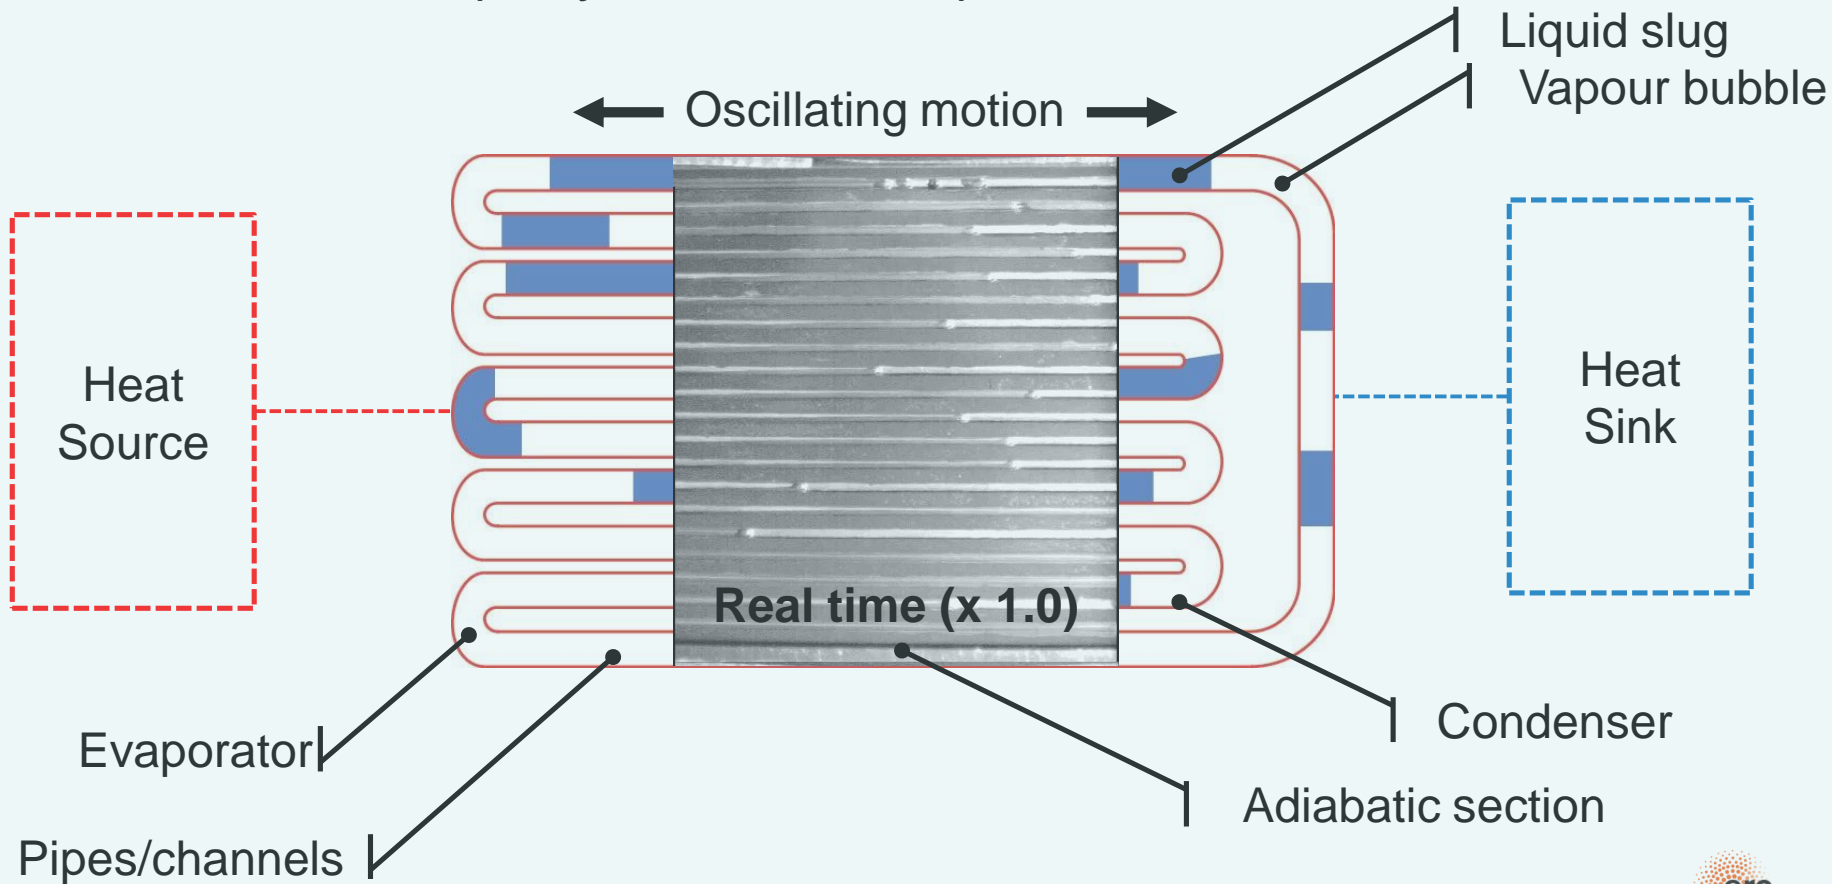 Liquid slug
Vapour bubble
Oscillating motion
Heat
Source
Heat
Sink
Real time (x 1.0)
Evaporator
Condenser
Adiabatic section
Pipes/channels